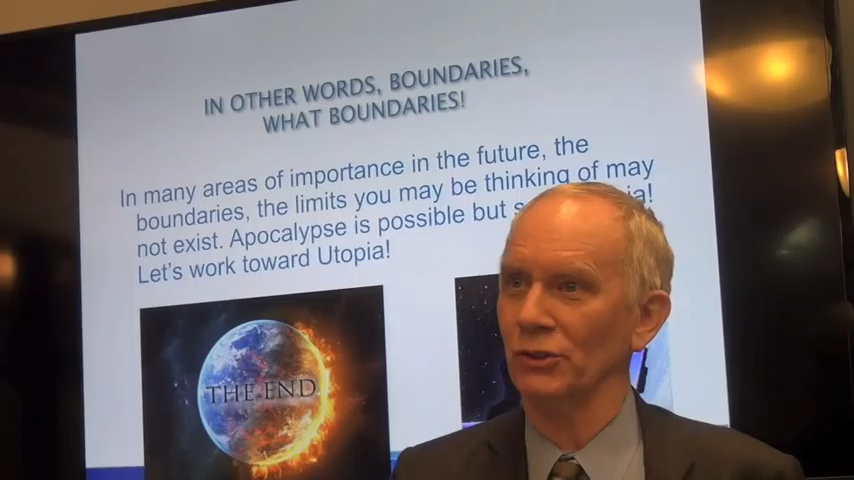 IN OTHER WORDS, BOUNDARIES,
WHAT BOUNDARIES!
In many areas of importance in the future, the
boundaries, the limits you may be thinking of may
not exist. Apocalypse is possible but
Let's work toward Utopia!
THE END